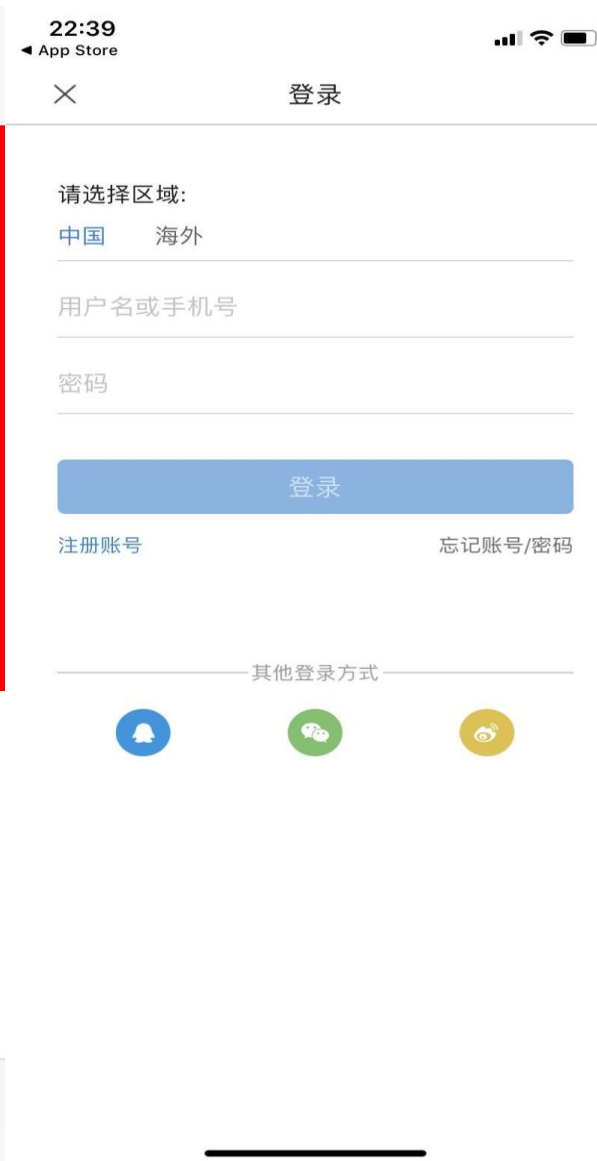 22:39
App Store
登录
请选择区域:
中国 海外
用户名或手机号
密码
登录
注册账号 忘记账号/密码
其他登录方式